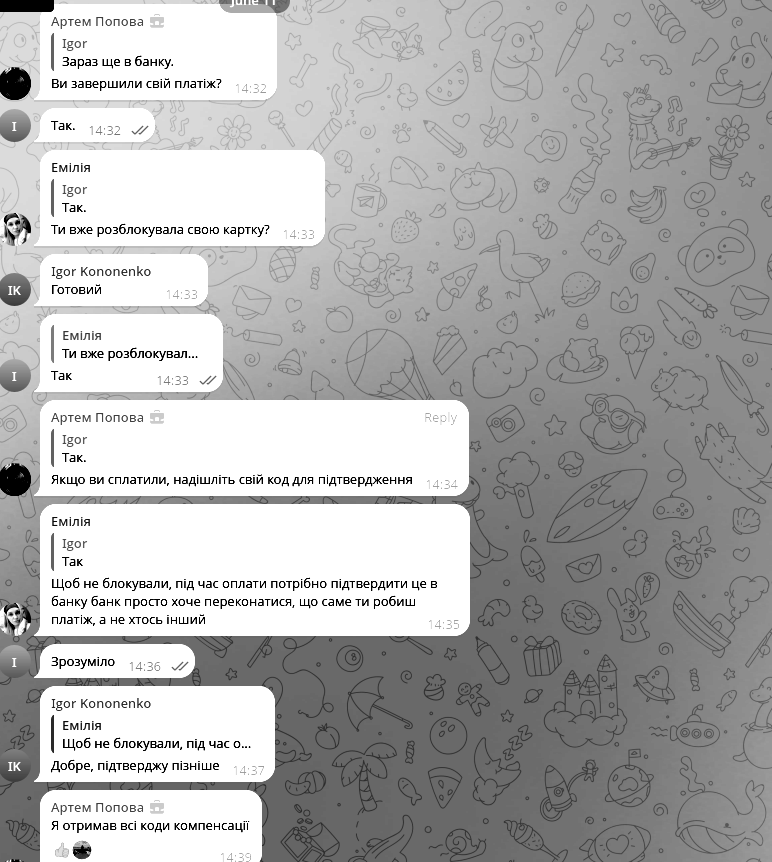 June 11
Артем Попова
Igor
Зараз ще в банку.
Ви завершили свій платіж?
14:32
I
Так.
14:32
Емілія
Igor
Так.
Ти вже розблокувала свою картку?
14:33
IK
Igor Kononenko
Готовий
14:33
Емілія
Ти вже розблокувал...
I
Так
14:33
Артем Попова
Reply
Igor
Так.
Якщо ви сплатили, надішліть свій код для підтвердження
14:34
Емілія
Igor
Так
Щоб не блокували, під час оплати потрібно підтвердити це в
банку банк просто хоче переконатися, що саме ти робиш
платіж, а не хтось інший
14:35
I
Зрозуміло
14:36
Igor Kononenko
Емілія
Щоб не блокували, під час о...
IK
Добре, підтверджу пізніше
14:37
Артем Попова
Я отримав всі коди компенсації
14:39